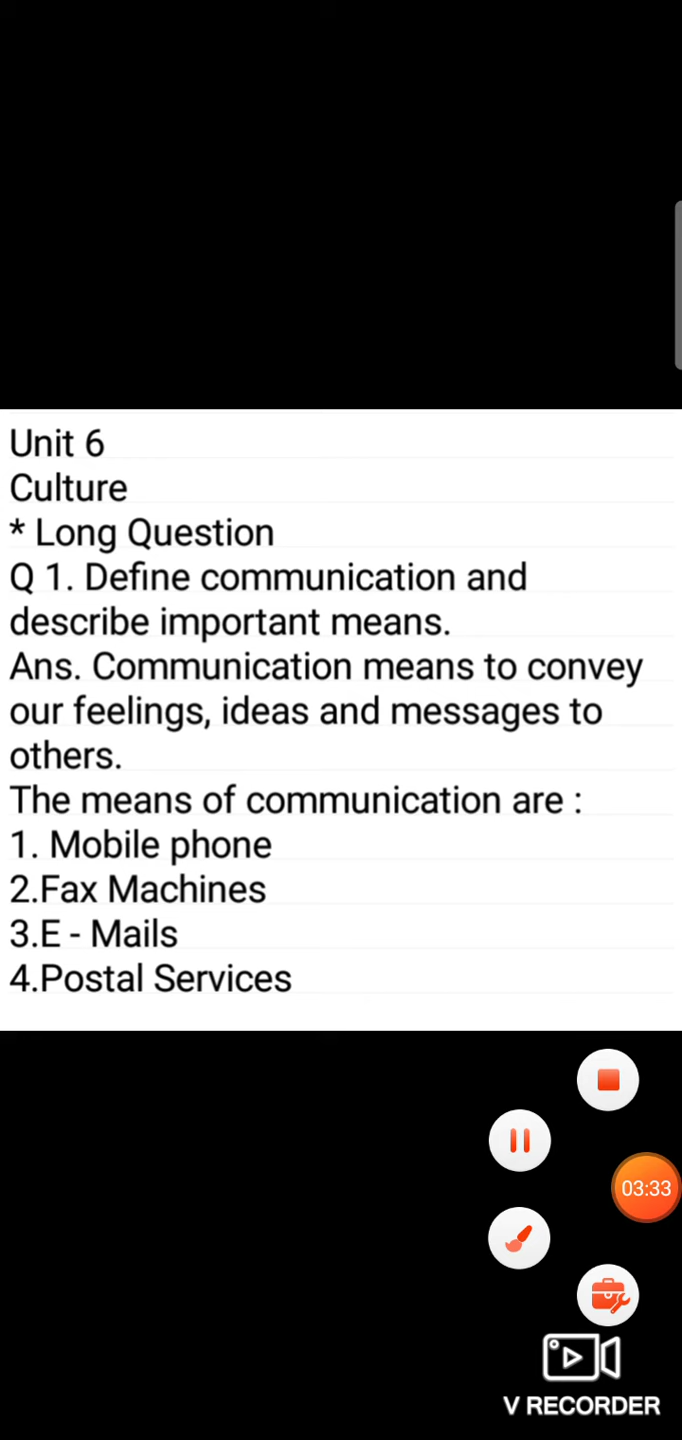 Unit 6
Culture
* Long Question
Q 1. Define communication and
describe important means.
Ans. Communication means to convey
our feelings, ideas and messages to
others.
The means of communication are :
1. Mobile phone
2.Fax Machines
3.E - Mails
4.Postal Services
03:33
V RECORDER